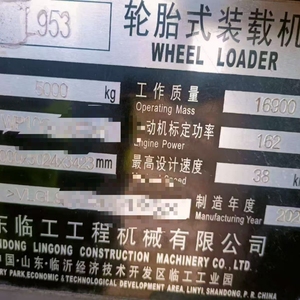 L953
轮胎式装载机
WHEEL LOADER
5000 kg
工作质量
Operating Mass
16900
动机标定功率
Engine Power
162
mm
最高设计速度
38
制造年度
Manufacturing Year
202
东临工工程机械有限公司
NDONG LINGONG CONSTRUCTION MACHINERY CO., LTD.
国·山东·临沂经济技术开发区临工工业园
RY PARK,ECONOMIC & TECHNOLOGICAL DEVELOPMENT AREA, LINYI, SHANDONG, P. R. CHINA